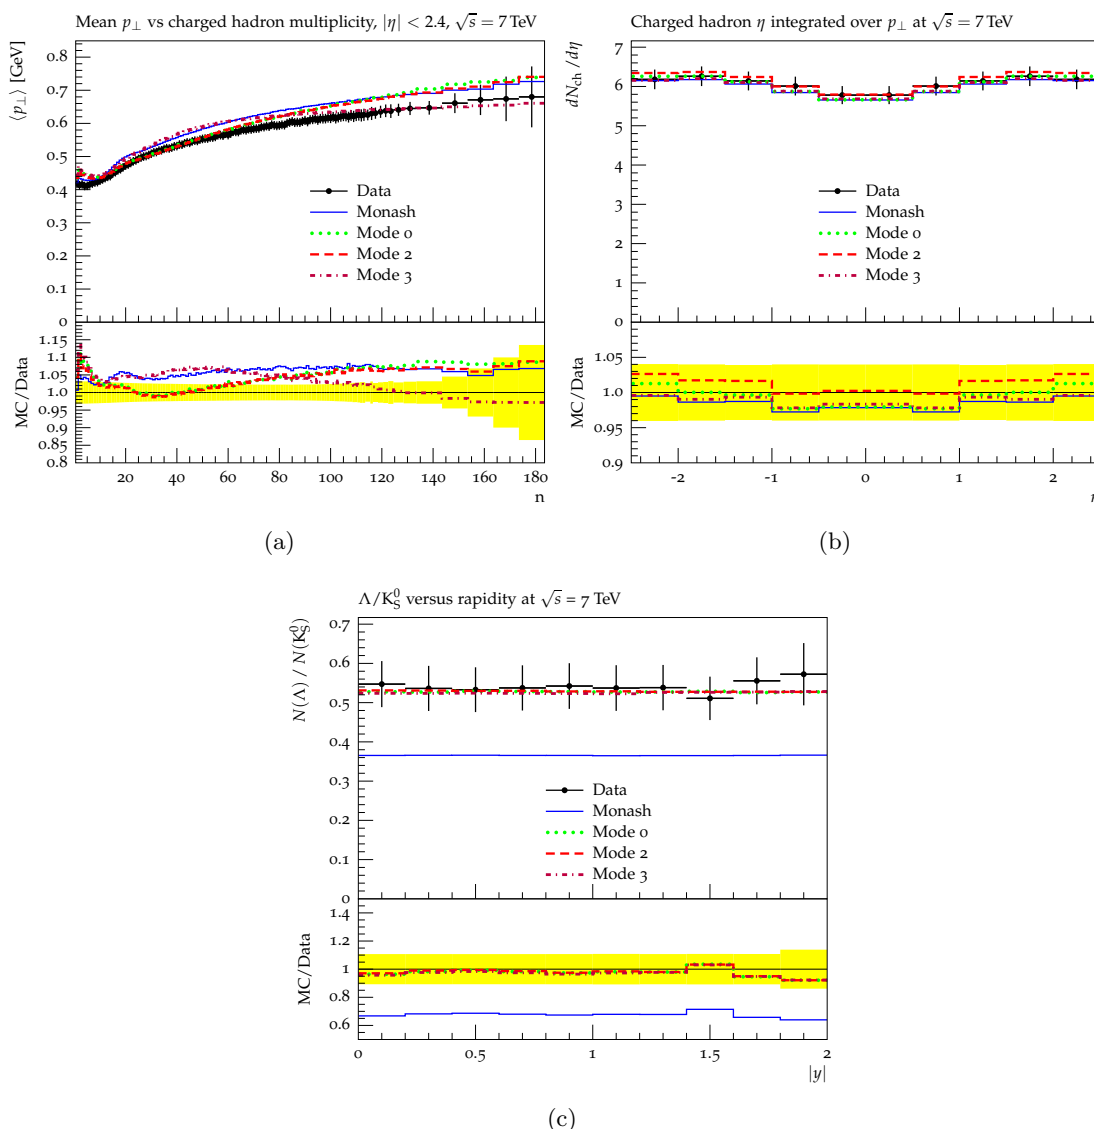 Mean p⊥ vs charged hadron multiplicity, |η| < 2.4, √s = 7 TeV
⟨p⊥⟩ [GeV]
0.8
0.7
0.6
0.5
0.4
0.3
0.2
0.1
0
Data
Monash
Mode 0
Mode 2
Mode 3
MC/Data
1.15
1.1
1.05
1.0
0.95
0.9
0.85
0.8
20 40 60 80 100 120 140 160 180
n
(a)
Charged hadron η integrated over p⊥ at √s = 7 TeV
dN_ch/dη
7
6
5
4
3
2
1
0
Data
Monash
Mode 0
Mode 2
Mode 3
MC/Data
1.05
1.0
0.95
0.9
-2 -1 0 1 2
(b)
Λ/K⁰_S versus rapidity at √s = 7 TeV
N(Λ) / N(K⁰_S)
0.7
0.6
0.5
0.4
0.3
0.2
0.1
0
Data
Monash
Mode 0
Mode 2
Mode 3
MC/Data
1.4
1.2
1
0.8
0.6
0 0.5 1 1.5 2
|y|
(c)